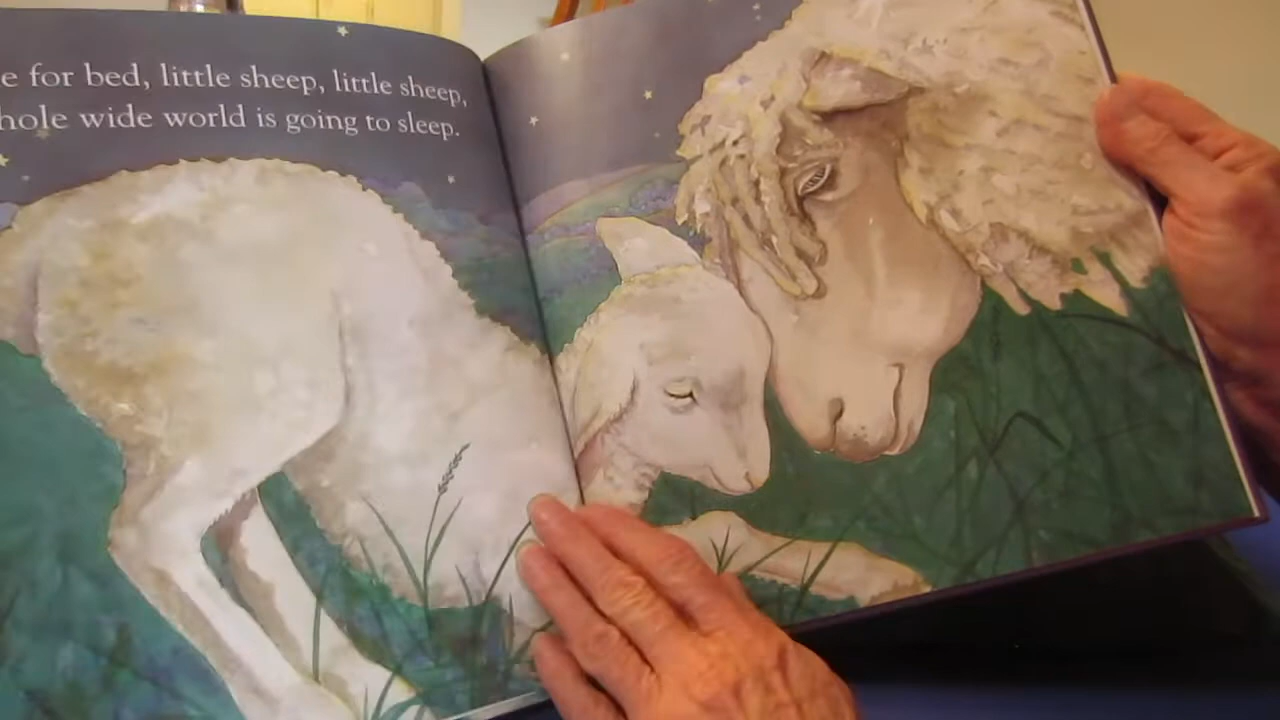 e for bed, little sheep, little sheep,
hole wide world is going to sleep.